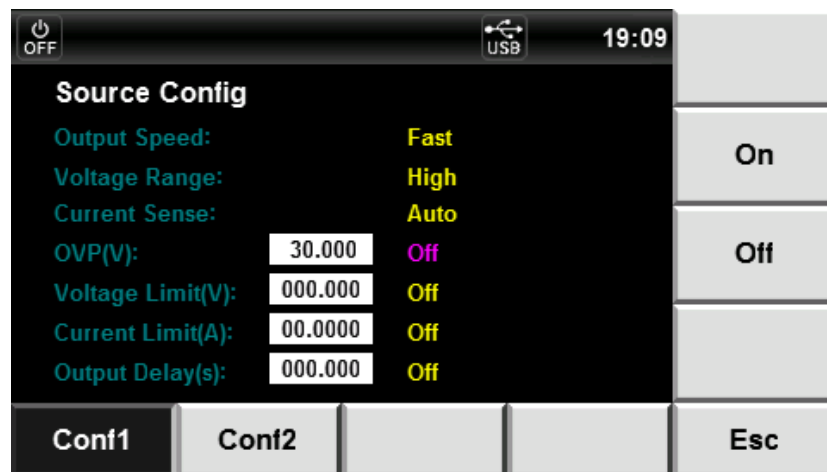 OFF USB 19:09
Source Config
Output Speed: Fast
Voltage Range: High
Current Sense: Auto
OVP(V): 30.000 Off
Voltage Limit(V): 000.000 Off
Current Limit(A): 00.0000 Off
Output Delay(s): 000.000 Off
On
Off
Conf1 Conf2 Esc